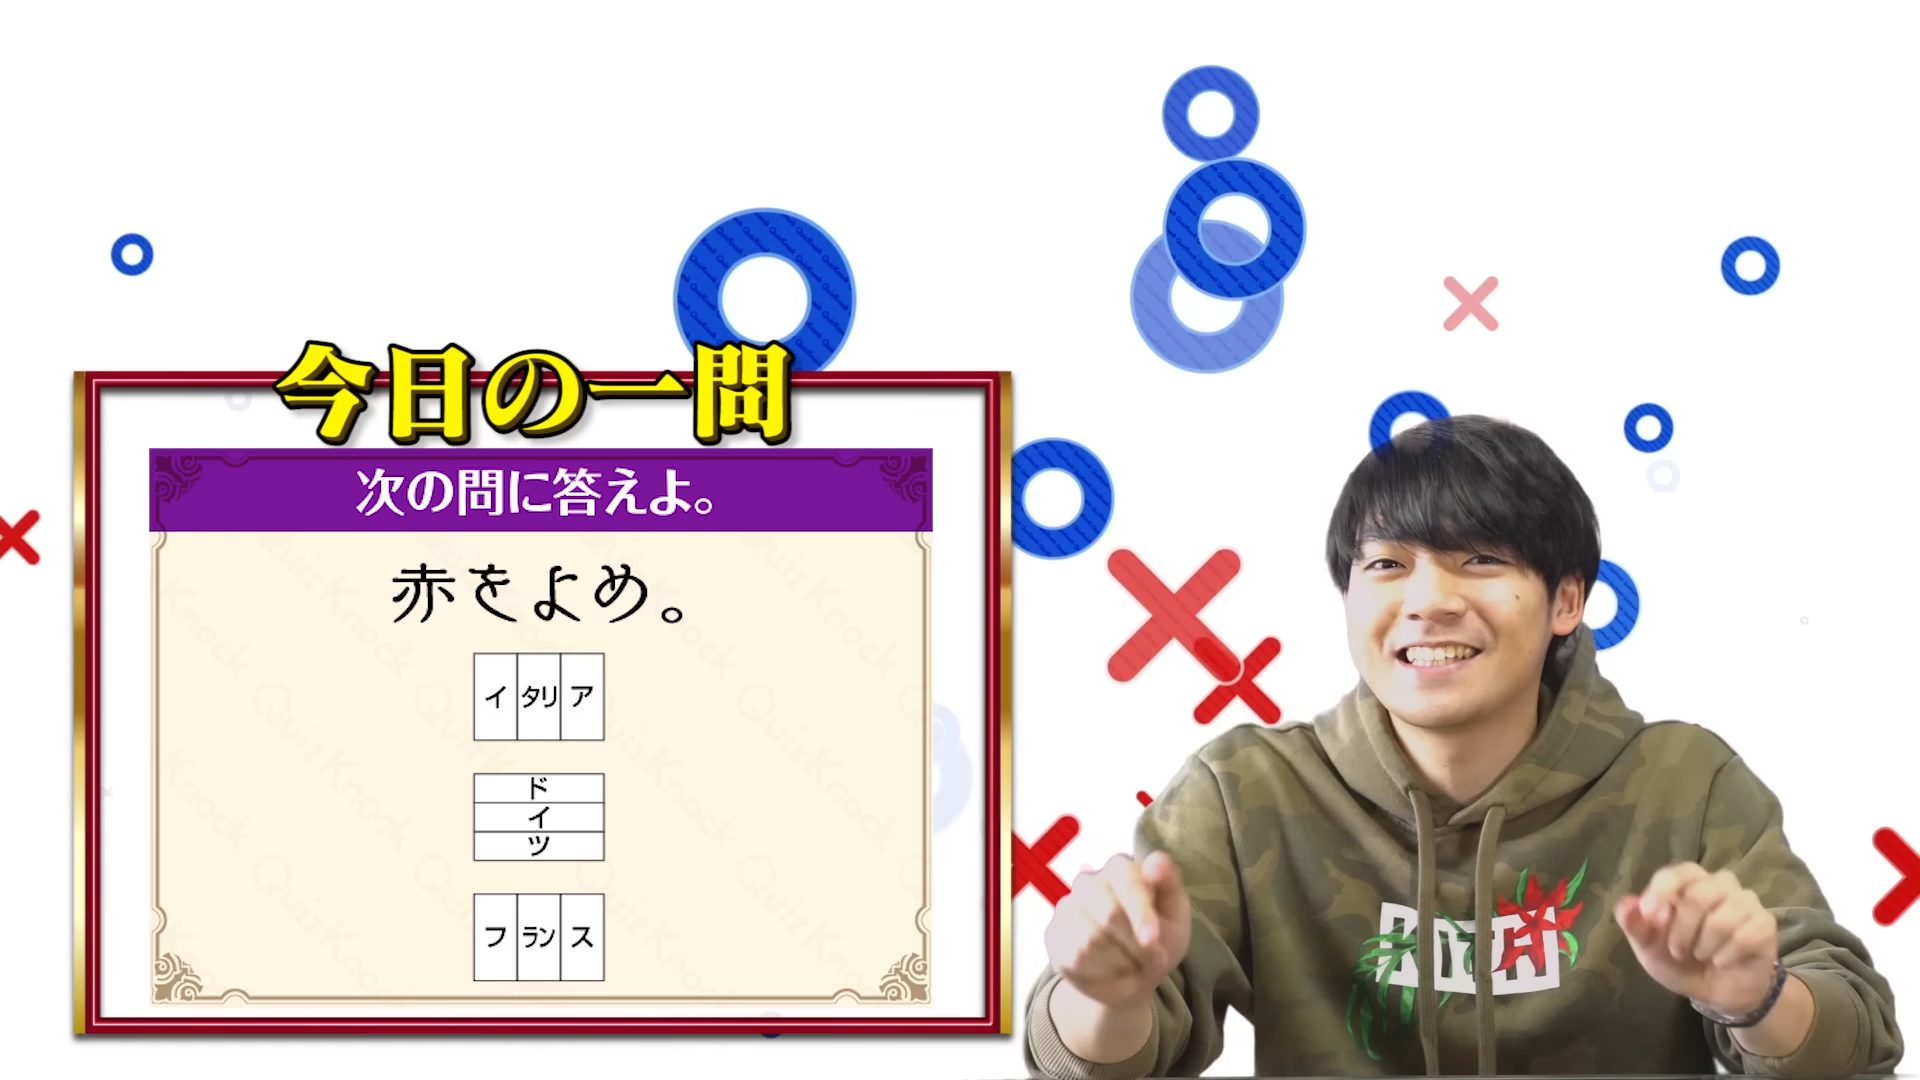 今日の一問
次の問に答えよ。
赤をよめ。
イ タリ ア
ド
イ
ツ
フ ラン ス
KITH